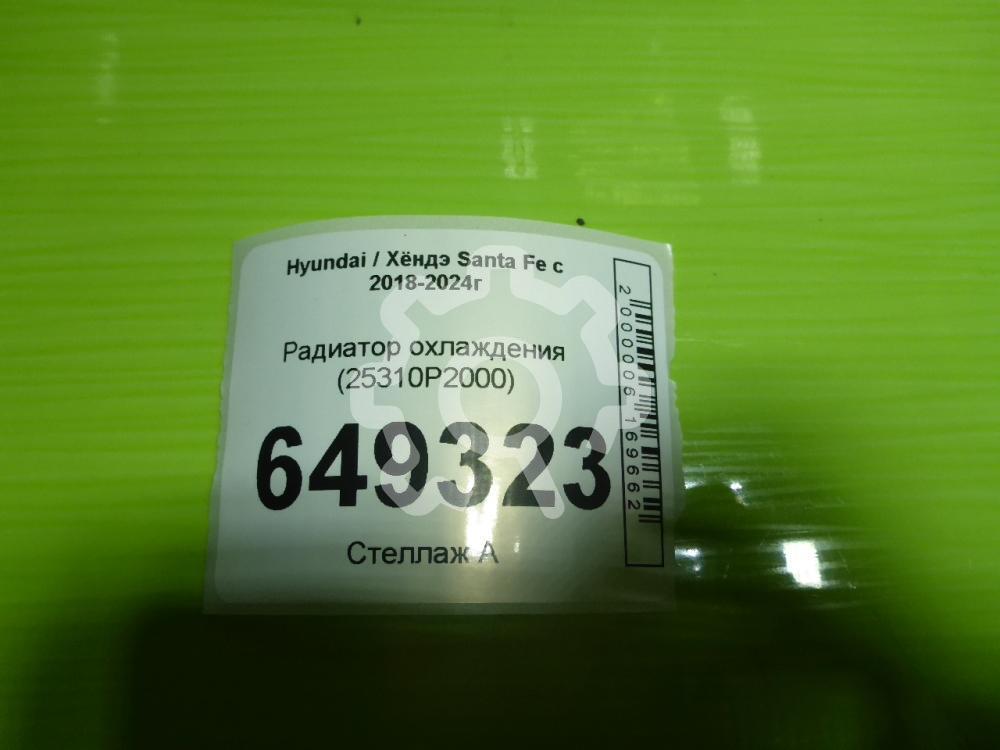 Hyundai / Хёндэ Santa Fe с
2018-2024г
Радиатор охлаждения
(25310P2000)
649323
Стеллаж А
2000006169662